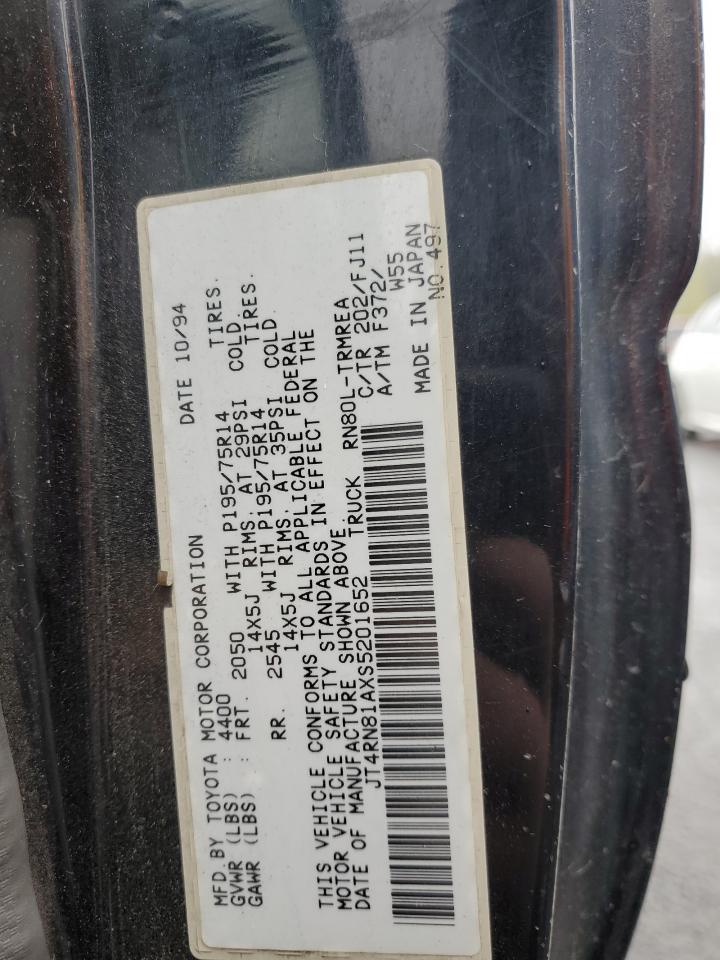 MFD BY TOYOTA MOTOR CORPORATION DATE 10/94
GVWR (LBS) : 4400
GAWR (LBS) : FRT. 2050 WITH P195/75R14 TIRES.
14X5J RIMS. AT 29PSI COLD.
RR. 2545 WITH P195/75R14 TIRES.
14X5J RIMS. AT 35PSI COLD.
THIS VEHICLE CONFORMS TO ALL APPLICABLE FEDERAL
MOTOR VEHICLE SAFETY STANDARDS IN EFFECT ON THE
DATE OF MANUFACTURE SHOWN ABOVE.
JT4RN81AXS5201652 TRUCK RN80L-TRMREA
C/TR 202/FJ11
A/TM F372/
W55
MADE IN JAPAN
NO.497